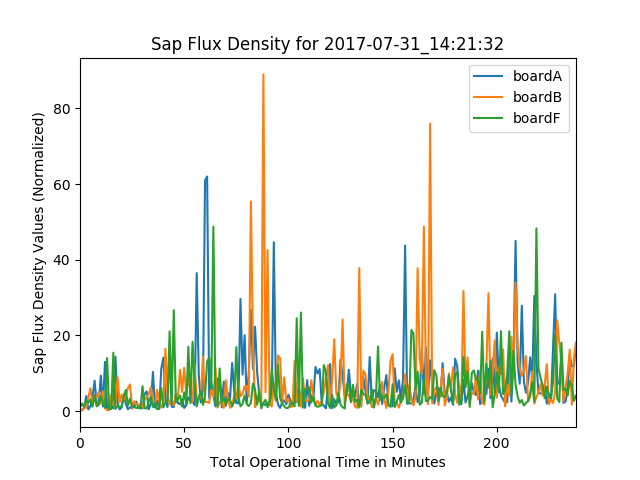 Sap Flux Density for 2017-07-31_14:21:32
boardA
boardB
boardF
Sap Flux Density Values (Normalized)
80
60
40
20
0
0 50 100 150 200
Total Operational Time in Minutes